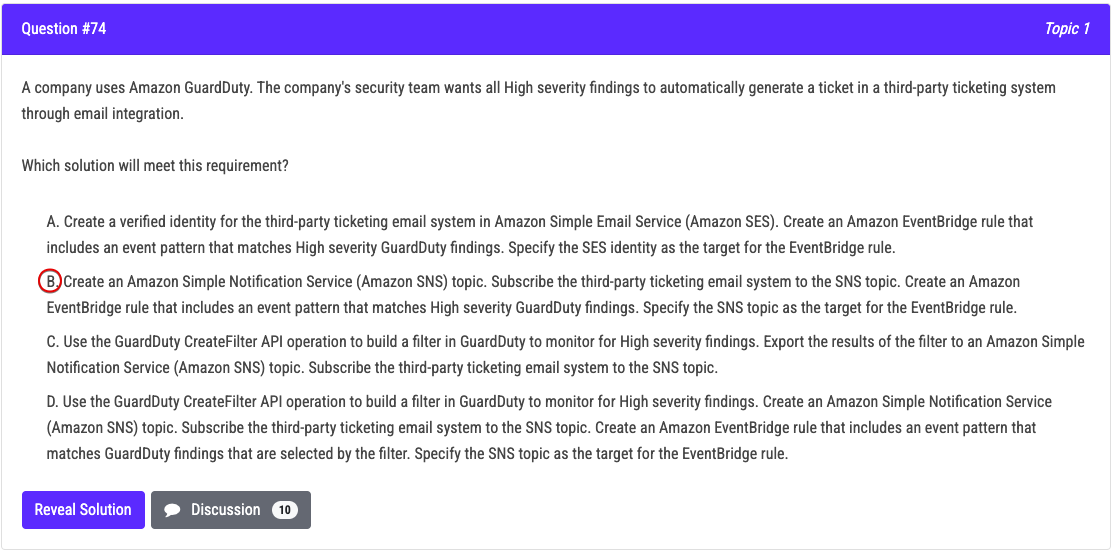 Question #74
Topic 1
A company uses Amazon GuardDuty. The company's security team wants all High severity findings to automatically generate a ticket in a third-party ticketing system
through email integration.
Which solution will meet this requirement?
A. Create a verified identity for the third-party ticketing email system in Amazon Simple Email Service (Amazon SES). Create an Amazon EventBridge rule that
includes an event pattern that matches High severity GuardDuty findings. Specify the SES identity as the target for the EventBridge rule.
B. Create an Amazon Simple Notification Service (Amazon SNS) topic. Subscribe the third-party ticketing email system to the SNS topic. Create an Amazon
EventBridge rule that includes an event pattern that matches High severity GuardDuty findings. Specify the SNS topic as the target for the EventBridge rule.
C. Use the GuardDuty CreateFilter API operation to build a filter in GuardDuty to monitor for High severity findings. Export the results of the filter to an Amazon Simple
Notification Service (Amazon SNS) topic. Subscribe the third-party ticketing email system to the SNS topic.
D. Use the GuardDuty CreateFilter API operation to build a filter in GuardDuty to monitor for High severity findings. Create an Amazon Simple Notification Service
(Amazon SNS) topic. Subscribe the third-party ticketing email system to the SNS topic. Create an Amazon EventBridge rule that includes an event pattern that
matches GuardDuty findings that are selected by the filter. Specify the SNS topic as the target for the EventBridge rule.
Reveal Solution
Discussion 10